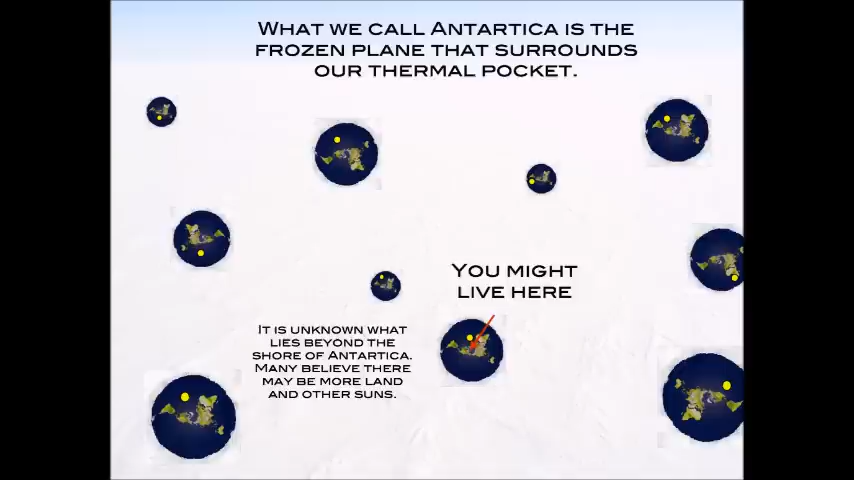 What we call Antartica is the
frozen plane that surrounds
our thermal pocket.
You might
live here
It is unknown what
lies beyond the
shore of Antartica.
Many believe there
may be more land
and other suns.